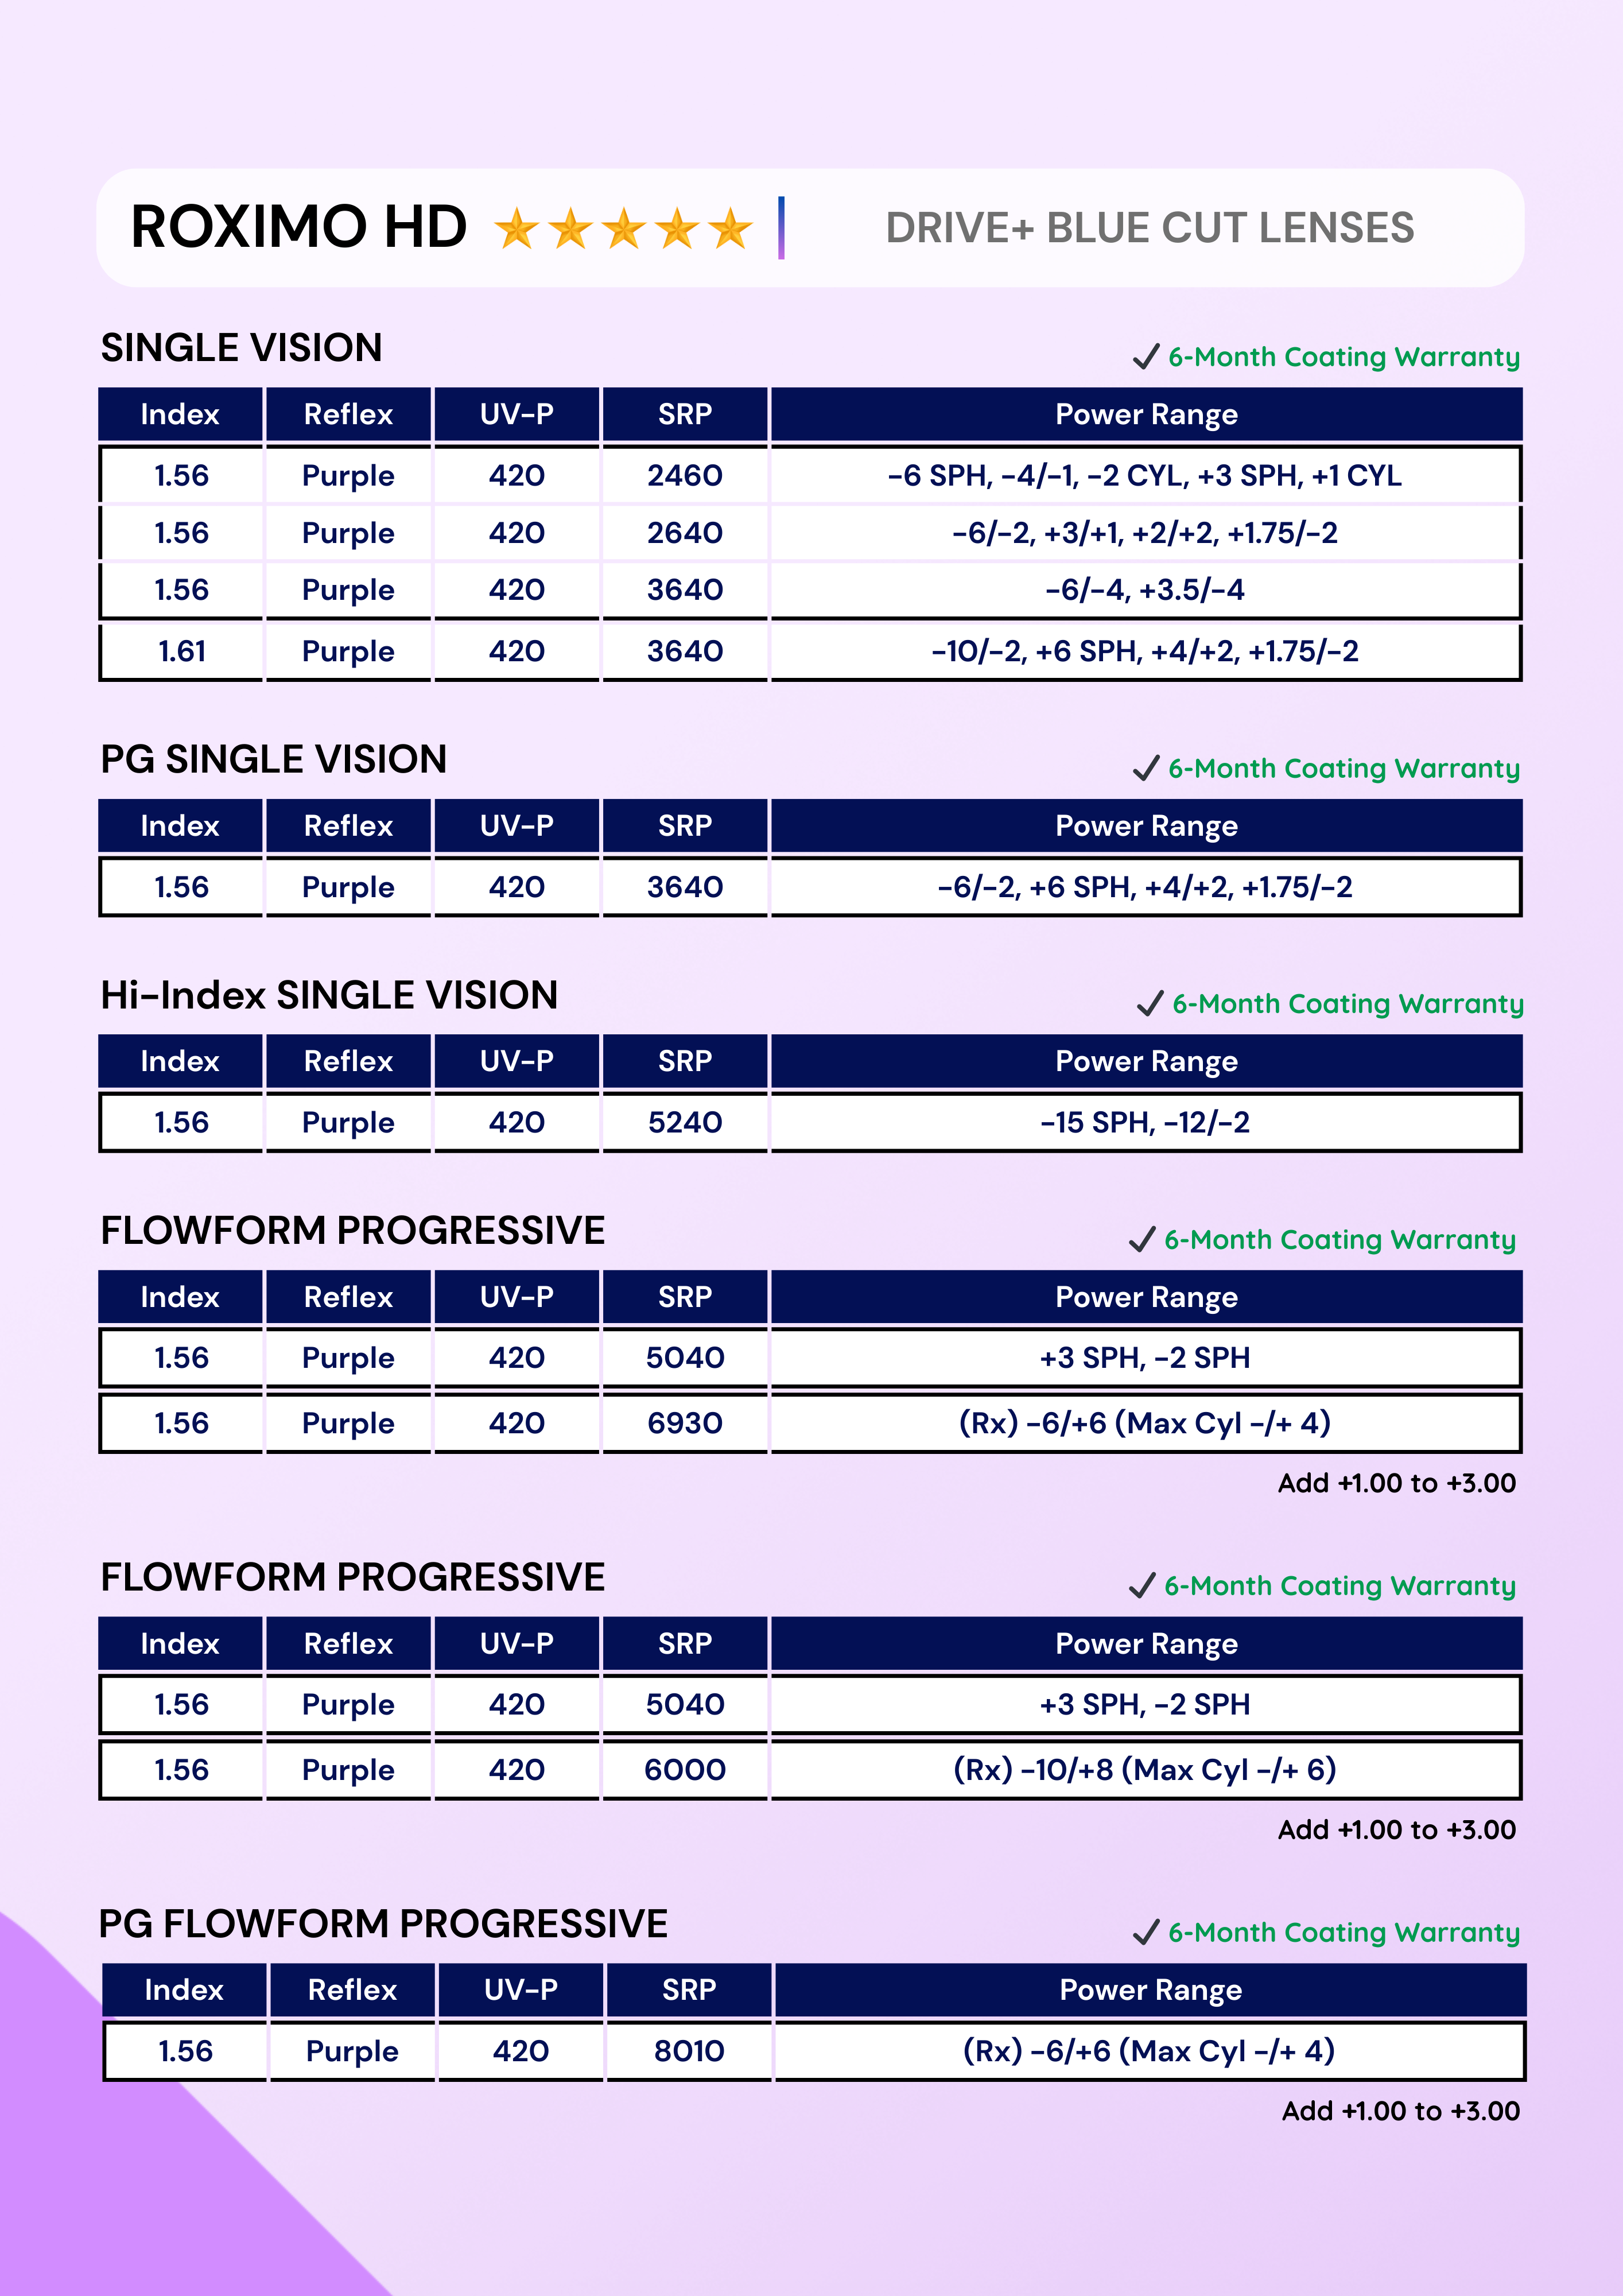 ROXIMO HD DRIVE+ BLUE CUT LENSES
SINGLE VISION 6-Month Coating Warranty
Index Reflex UV-P SRP Power Range
1.56 Purple 420 2460 -6 SPH, -4/-1, -2 CYL, +3 SPH, +1 CYL
1.56 Purple 420 2640 -6/-2, +3/+1, +2/+2, +1.75/-2
1.56 Purple 420 3640 -6/-4, +3.5/-4
1.61 Purple 420 3640 -10/-2, +6 SPH, +4/+2, +1.75/-2
PG SINGLE VISION 6-Month Coating Warranty
Index Reflex UV-P SRP Power Range
1.56 Purple 420 3640 -6/-2, +6 SPH, +4/+2, +1.75/-2
Hi-Index SINGLE VISION 6-Month Coating Warranty
Index Reflex UV-P SRP Power Range
1.56 Purple 420 5240 -15 SPH, -12/-2
FLOWFORM PROGRESSIVE 6-Month Coating Warranty
Index Reflex UV-P SRP Power Range
1.56 Purple 420 5040 +3 SPH, -2 SPH
1.56 Purple 420 6930 (Rx) -6/+6 (Max Cyl -/+ 4)
Add +1.00 to +3.00
FLOWFORM PROGRESSIVE 6-Month Coating Warranty
Index Reflex UV-P SRP Power Range
1.56 Purple 420 5040 +3 SPH, -2 SPH
1.56 Purple 420 6000 (Rx) -10/+8 (Max Cyl -/+ 6)
Add +1.00 to +3.00
PG FLOWFORM PROGRESSIVE 6-Month Coating Warranty
Index Reflex UV-P SRP Power Range
1.56 Purple 420 8010 (Rx) -6/+6 (Max Cyl -/+ 4)
Add +1.00 to +3.00